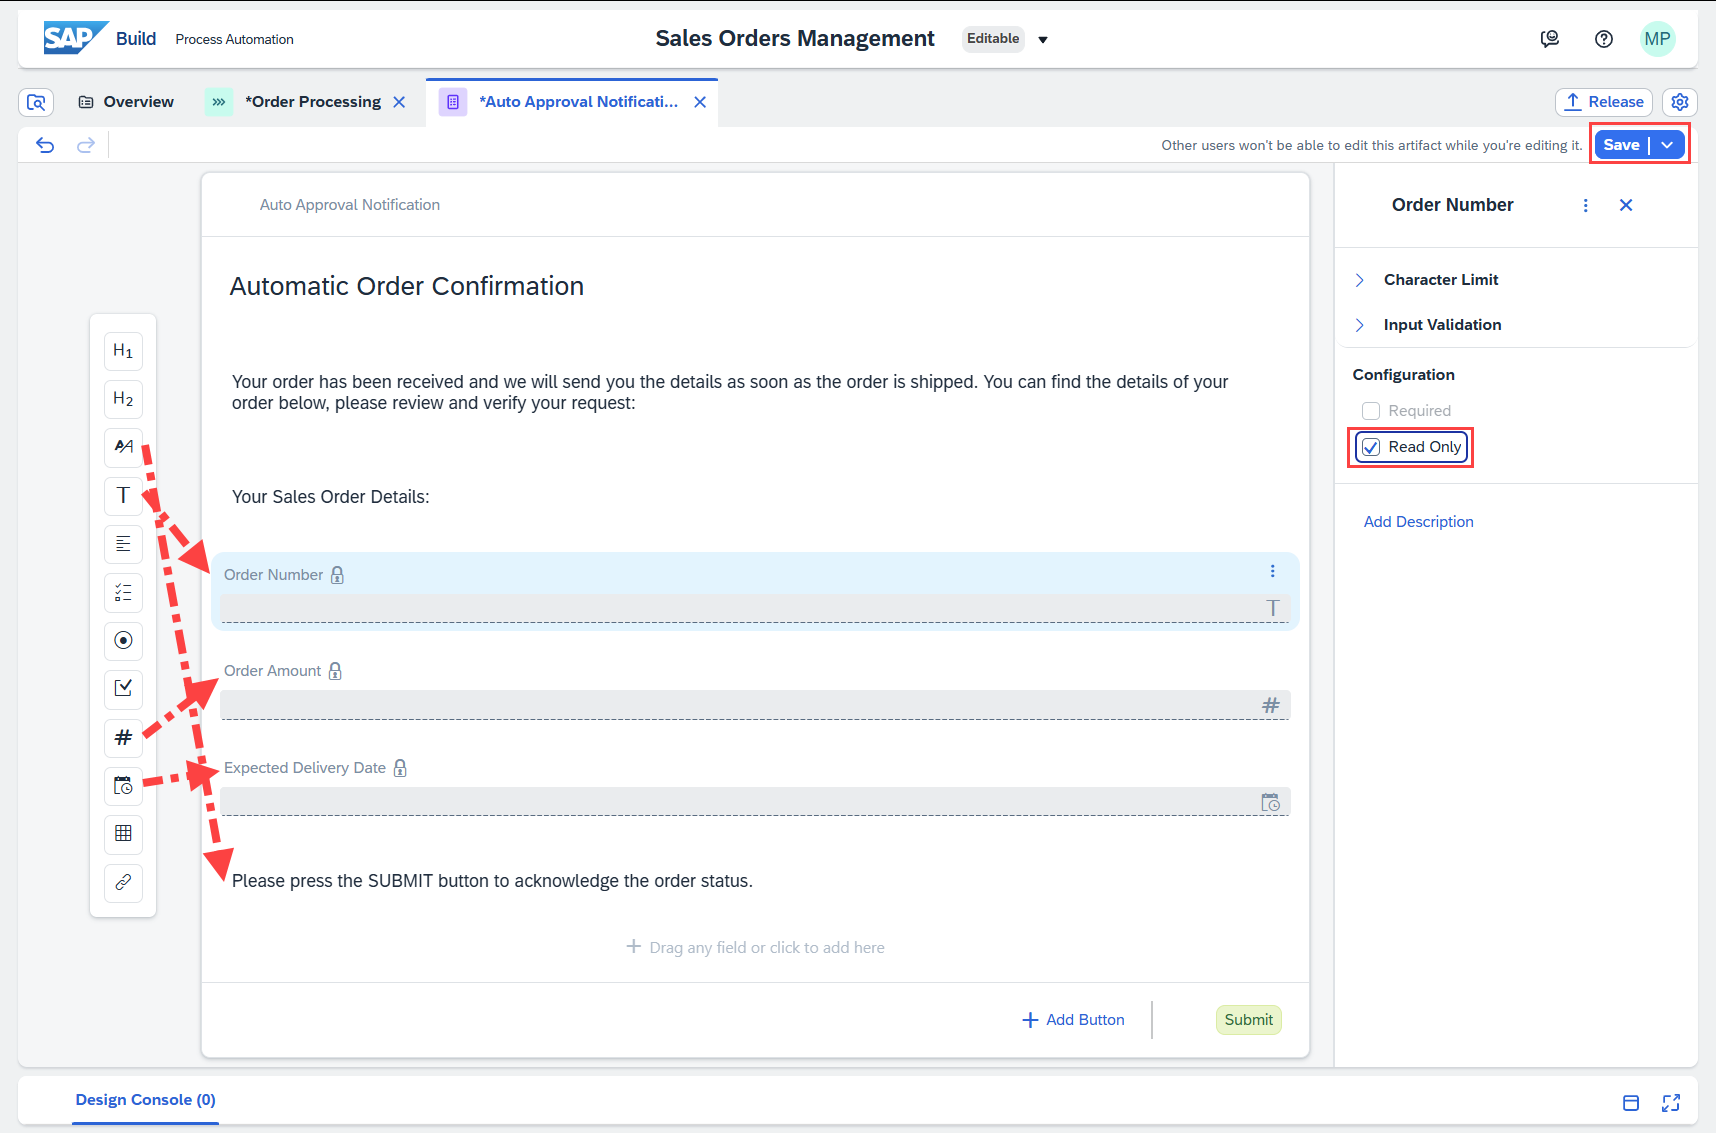 SAP Build Process Automation
Sales Orders Management Editable
MP
Overview *Order Processing *Auto Approval Notificati... Release
Other users won't be able to edit this artifact while you're editing it. Save
Auto Approval Notification
Order Number
Automatic Order Confirmation
Character Limit
Input Validation
H1
H2
T
#
Your order has been received and we will send you the details as soon as the order is shipped. You can find the details of your
order below, please review and verify your request:
Configuration
Required
Read Only
Your Sales Order Details:
Add Description
Order Number
T
Order Amount
#
Expected Delivery Date
Please press the SUBMIT button to acknowledge the order status.
Drag any field or click to add here
Add Button Submit
Design Console (0)